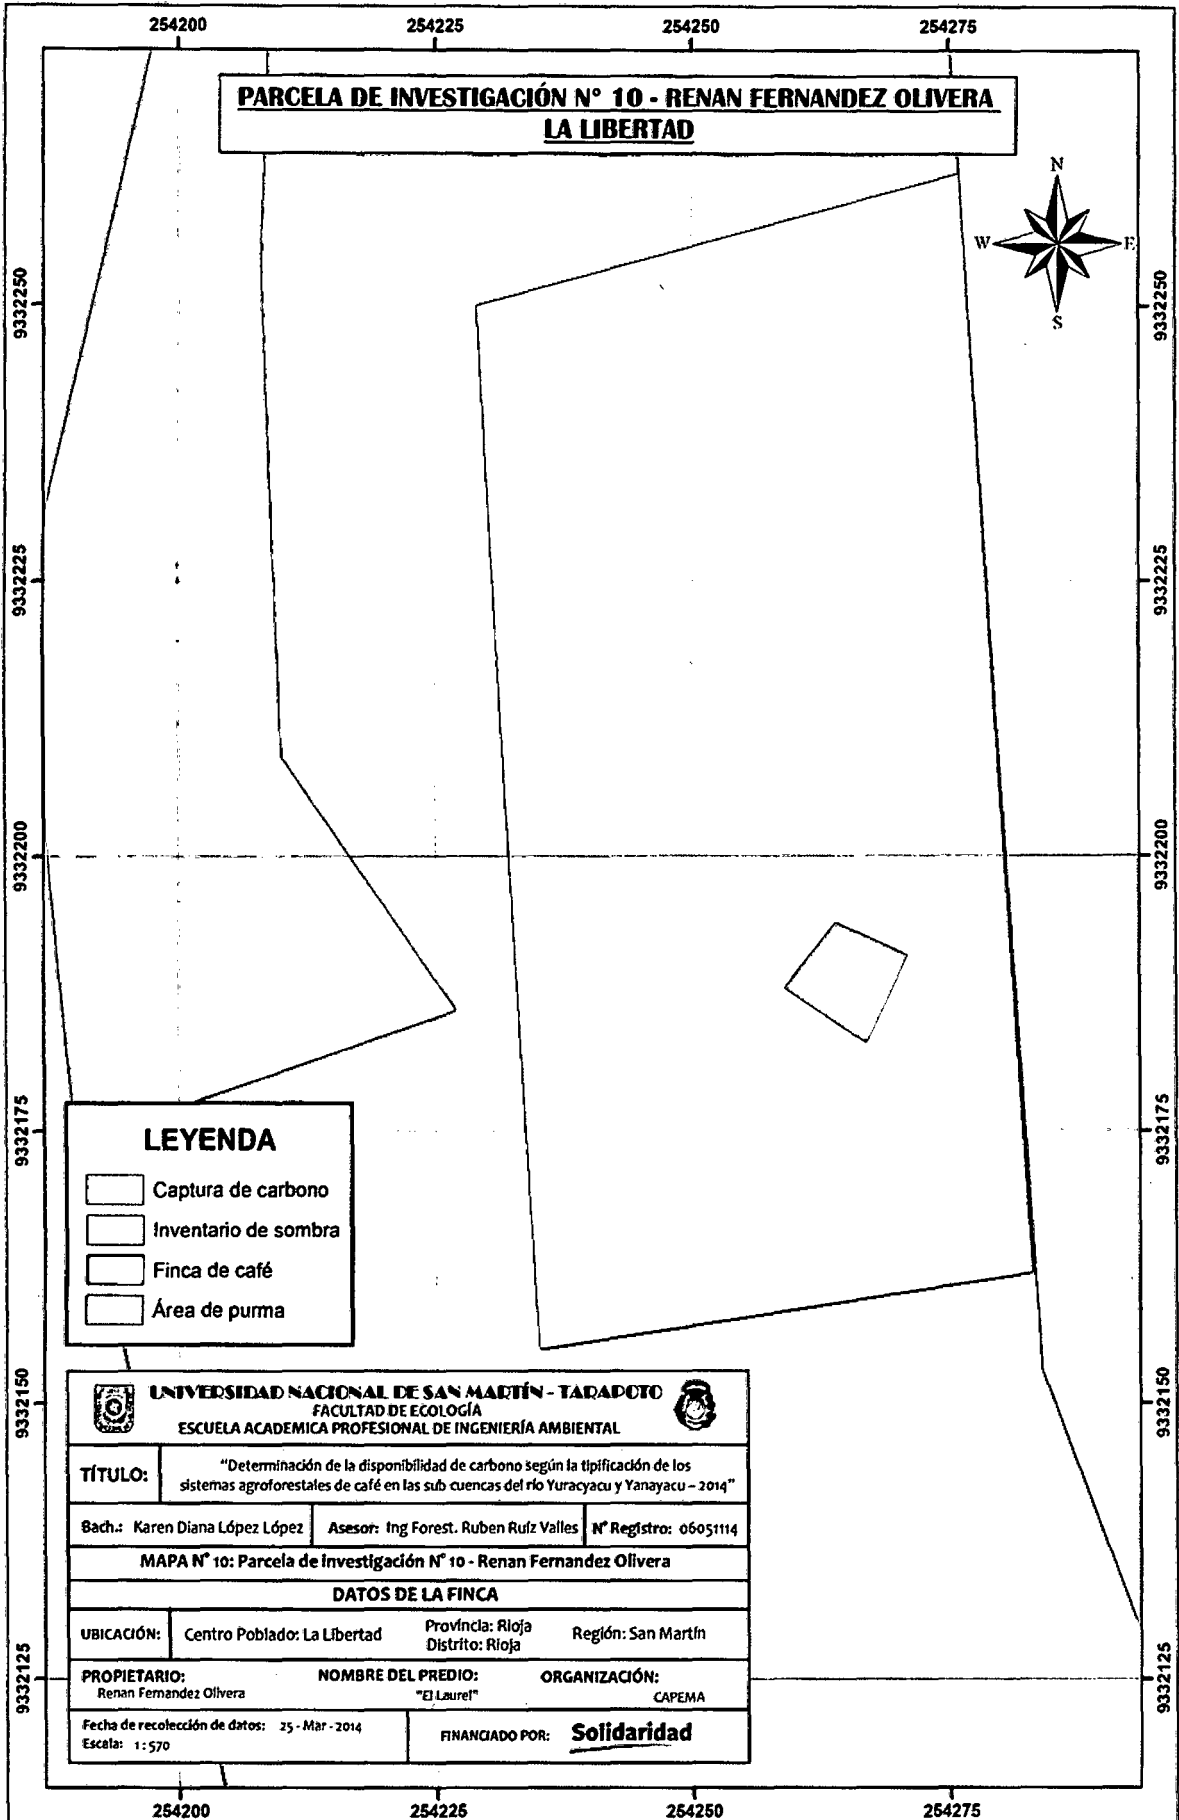 254200 254225 254250 254275
PARCELA DE INVESTIGACIÓN N° 10 - RENAN FERNANDEZ OLIVERA
LA LIBERTAD
N
W E
S
9332250 9332250
9332225 9332225
9332200 9332200
9332175 9332175
LEYENDA
Captura de carbono
Inventario de sombra
Finca de café
Área de purma
9332150 9332150
UNIVERSIDAD NACIONAL DE SAN MARTÍN - TARAPOTO
FACULTAD DE ECOLOGÍA
ESCUELA ACADEMICA PROFESIONAL DE INGENIERÍA AMBIENTAL
TÍTULO: "Determinación de la disponibilidad de carbono según la tipificación de los
sistemas agroforestales de café en las sub cuencas del río Yuracyacu y Yanayacu – 2014"
Bach.: Karen Diana López López Asesor: Ing Forest. Ruben Ruíz Valles N° Registro: 06051114
MAPA N° 10: Parcela de Investigación N° 10 - Renan Fernandez Olivera
DATOS DE LA FINCA
UBICACIÓN: Centro Poblado: La Libertad Provincia: Rioja Región: San Martín
Distrito: Rioja
9332125 9332125
PROPIETARIO: NOMBRE DEL PREDIO: ORGANIZACIÓN:
Renan Fernandez Olivera "El Laurel" CAPEMA
Fecha de recolección de datos: 25 - Mar - 2014
Escala: 1 : 570
FINANCIADO POR: Solidaridad
254200 254225 254250 254275